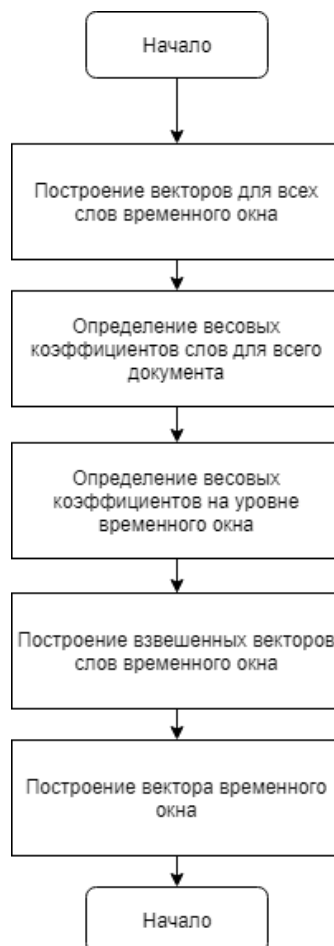 Начало
Построение векторов для всех
слов временного окна
Определение весовых
коэффициентов слов для всего
документа
Определение весовых
коэффициентов на уровне
временного окна
Построение взвешенных векторов
слов временного окна
Построение вектора временного
окна
Начало